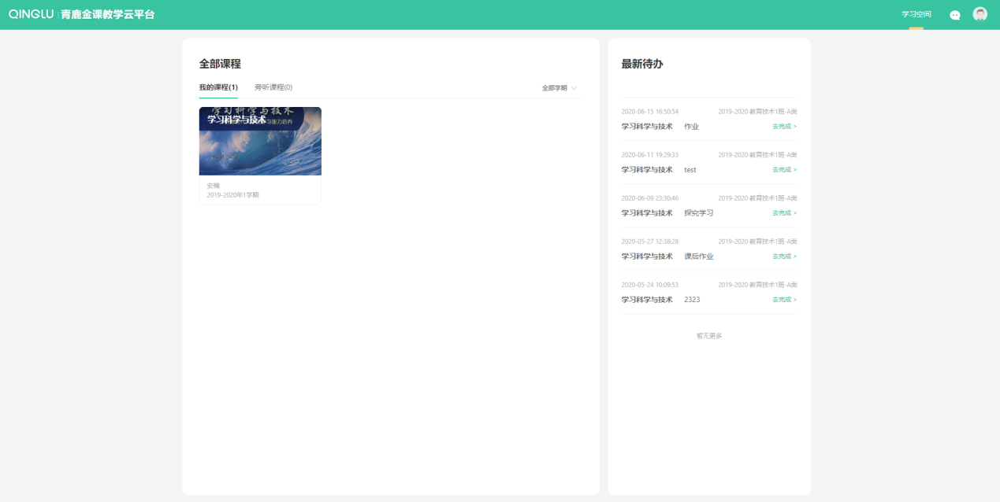 QINGLU 青鹿金课教学云平台
学习空间
全部课程
我的课程(1) 旁听课程(0) 全部学期
学习科学与技术
学习科学与技术
安楠
2019-2020年1学期
最新待办
2020-06-15 16:50:54 2019-2020 教育技术1班-A类
学习科学与技术 作业 去完成 >
2020-06-11 19:29:33 2019-2020 教育技术1班-A类
学习科学与技术 test 去完成 >
2020-06-09 23:30:46 2019-2020 教育技术1班-A类
学习科学与技术 探究学习 去完成 >
2020-05-27 12:38:28 2019-2020 教育技术1班-A类
学习科学与技术 课后作业 去完成 >
2020-05-24 10:09:53 2019-2020 教育技术1班-A类
学习科学与技术 2323 去完成 >
暂无更多